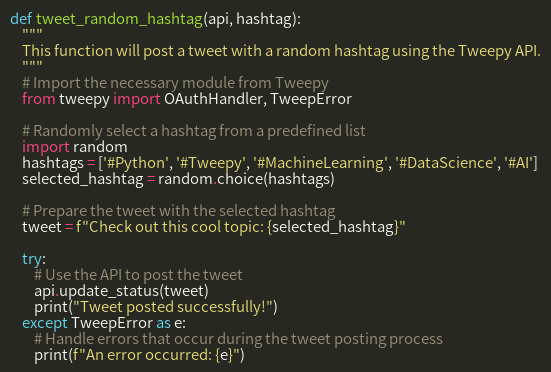 def tweet_random_hashtag(api, hashtag):
    """
    This function will post a tweet with a random hashtag using the Tweepy API.
    """
    # Import the necessary module from Tweepy
    from tweepy import OAuthHandler, TweepError

    # Randomly select a hashtag from a predefined list
    import random
    hashtags = ['#Python', '#Tweepy', '#MachineLearning', '#DataScience', '#AI']
    selected_hashtag = random.choice(hashtags)

    # Prepare the tweet with the selected hashtag
    tweet = f"Check out this cool topic: {selected_hashtag}"

    try:
        # Use the API to post the tweet
        api.update_status(tweet)
        print("Tweet posted successfully!")
    except TweepError as e:
        # Handle errors that occur during the tweet posting process
        print(f"An error occurred: {e}")